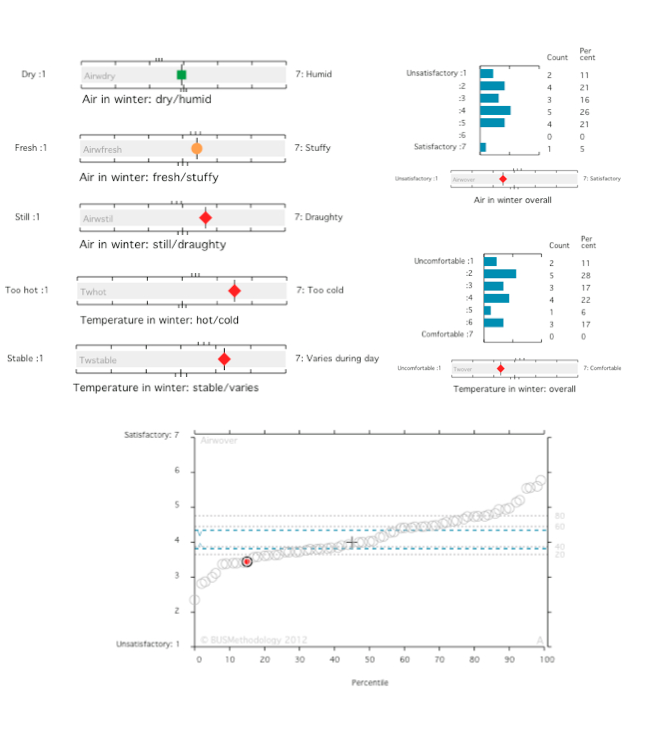 Dry :1
Airwdry
7: Humid
Air in winter: dry/humid
Fresh :1
Airwfresh
7: Stuffy
Air in winter: fresh/stuffy
Still :1
Airwstil
7: Draughty
Air in winter: still/draughty
Too hot :1
Twhot
7: Too cold
Temperature in winter: hot/cold
Stable :1
Twstable
7: Varies during day
Temperature in winter: stable/varies
Count Per cent
Unsatisfactory :1 2 11
:2 4 21
:3 3 16
:4 5 26
:5 4 21
:6 0 0
Satisfactory :7 1 5
Unsatisfactory :1 Airwover 7: Satisfactory
Air in winter overall
Count Per cent
Uncomfortable :1 2 11
:2 5 28
:3 3 17
:4 4 22
:5 1 6
:6 3 17
Comfortable :7 0 0
Uncomfortable :1 Twover 7: Comfortable
Temperature in winter: overall
Satisfactory: 7
Airwover
6
5
4
3
2
Unsatisfactory: 1
80
60
40
20
© BUSMethodology 2012
A
0 10 20 30 40 50 60 70 80 90 100
Percentile